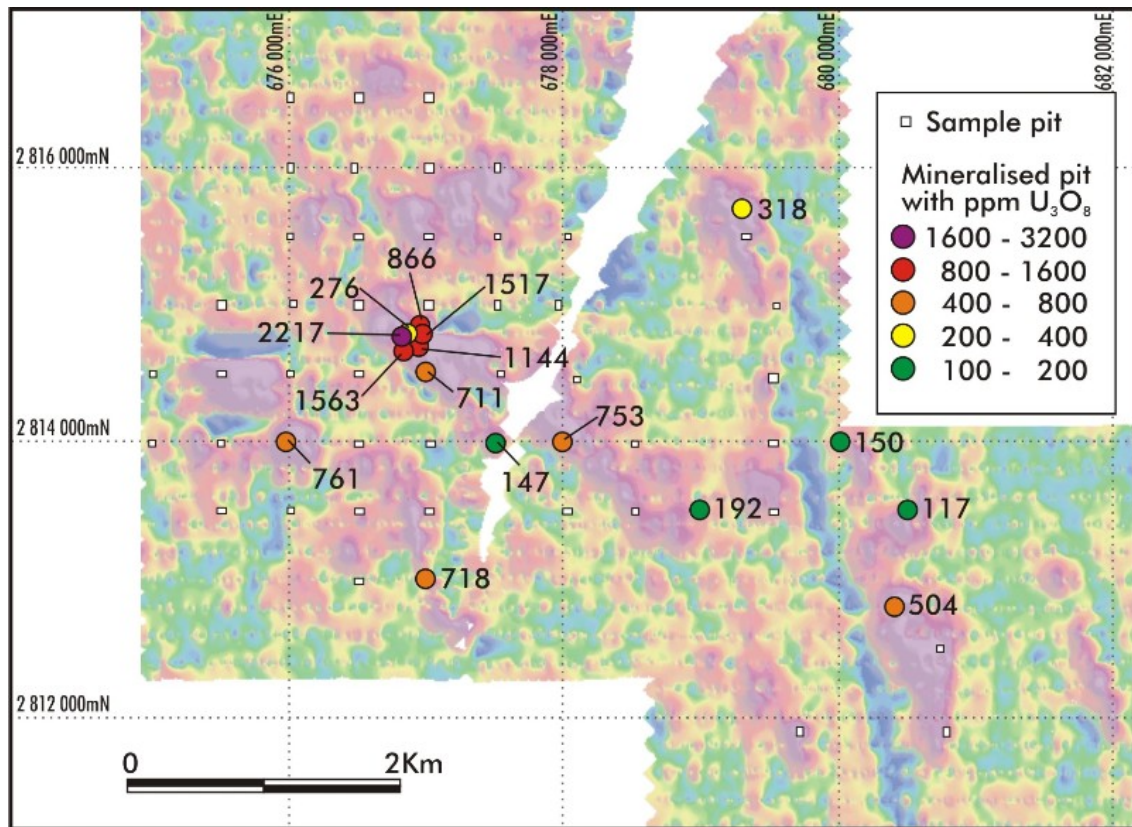 676 000mE
678 000mE
680 000mE
682 000mE
2 816 000mN
2 814 000mN
2 812 000mN
Sample pit
Mineralised pit
with ppm U₃O₈
1600 - 3200
800 - 1600
400 - 800
200 - 400
100 - 200
318
866
276
1517
2217
1144
1563
711
753
761
147
150
192
117
718
504
0 2Km